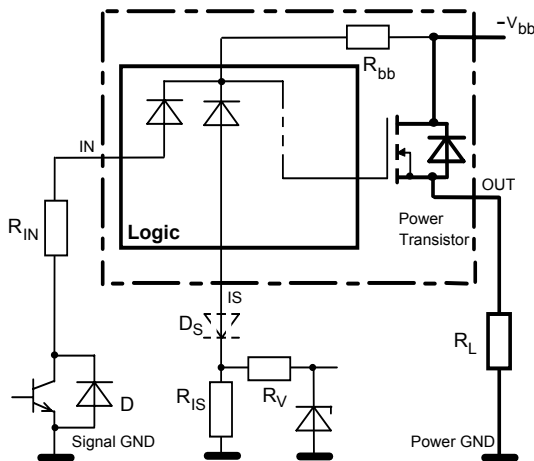 -Vbb
Rbb
IN
Logic
OUT
Power
Transistor
RIN
IS
DS
RL
D
RIS
RV
Signal GND
Power GND